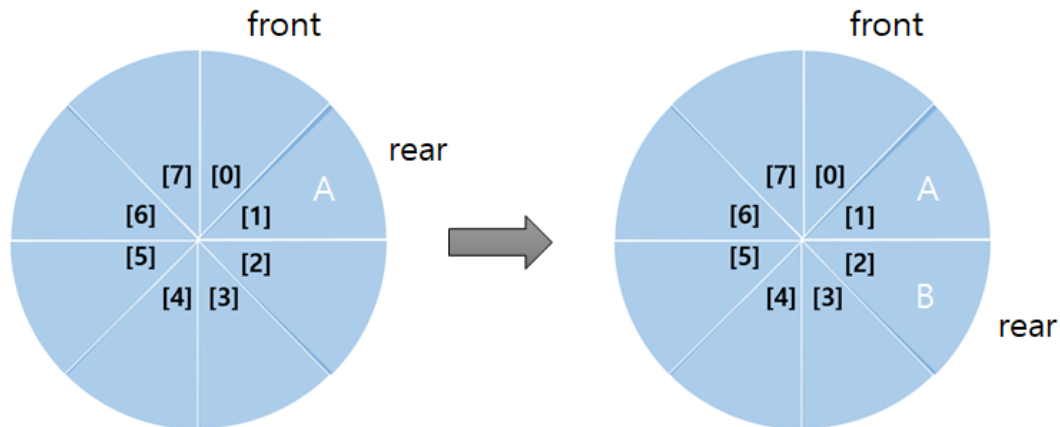 front
rear
A
[7] [0]
[6] [1]
[5] [2]
[4] [3]
front
A
[7] [0]
[6] [1]
[5] [2]
[4] [3]
B
rear